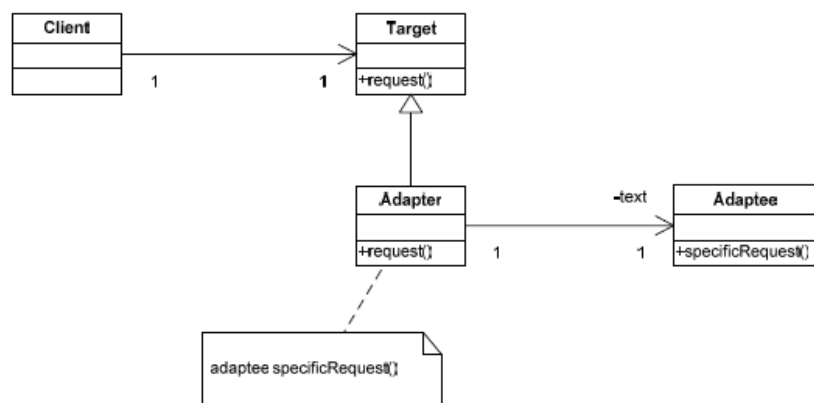 Client
Target
+request()
1
1
Adapter
+request()
-text
1
1
Adaptee
+specificRequest()
adaptee specificRequest()